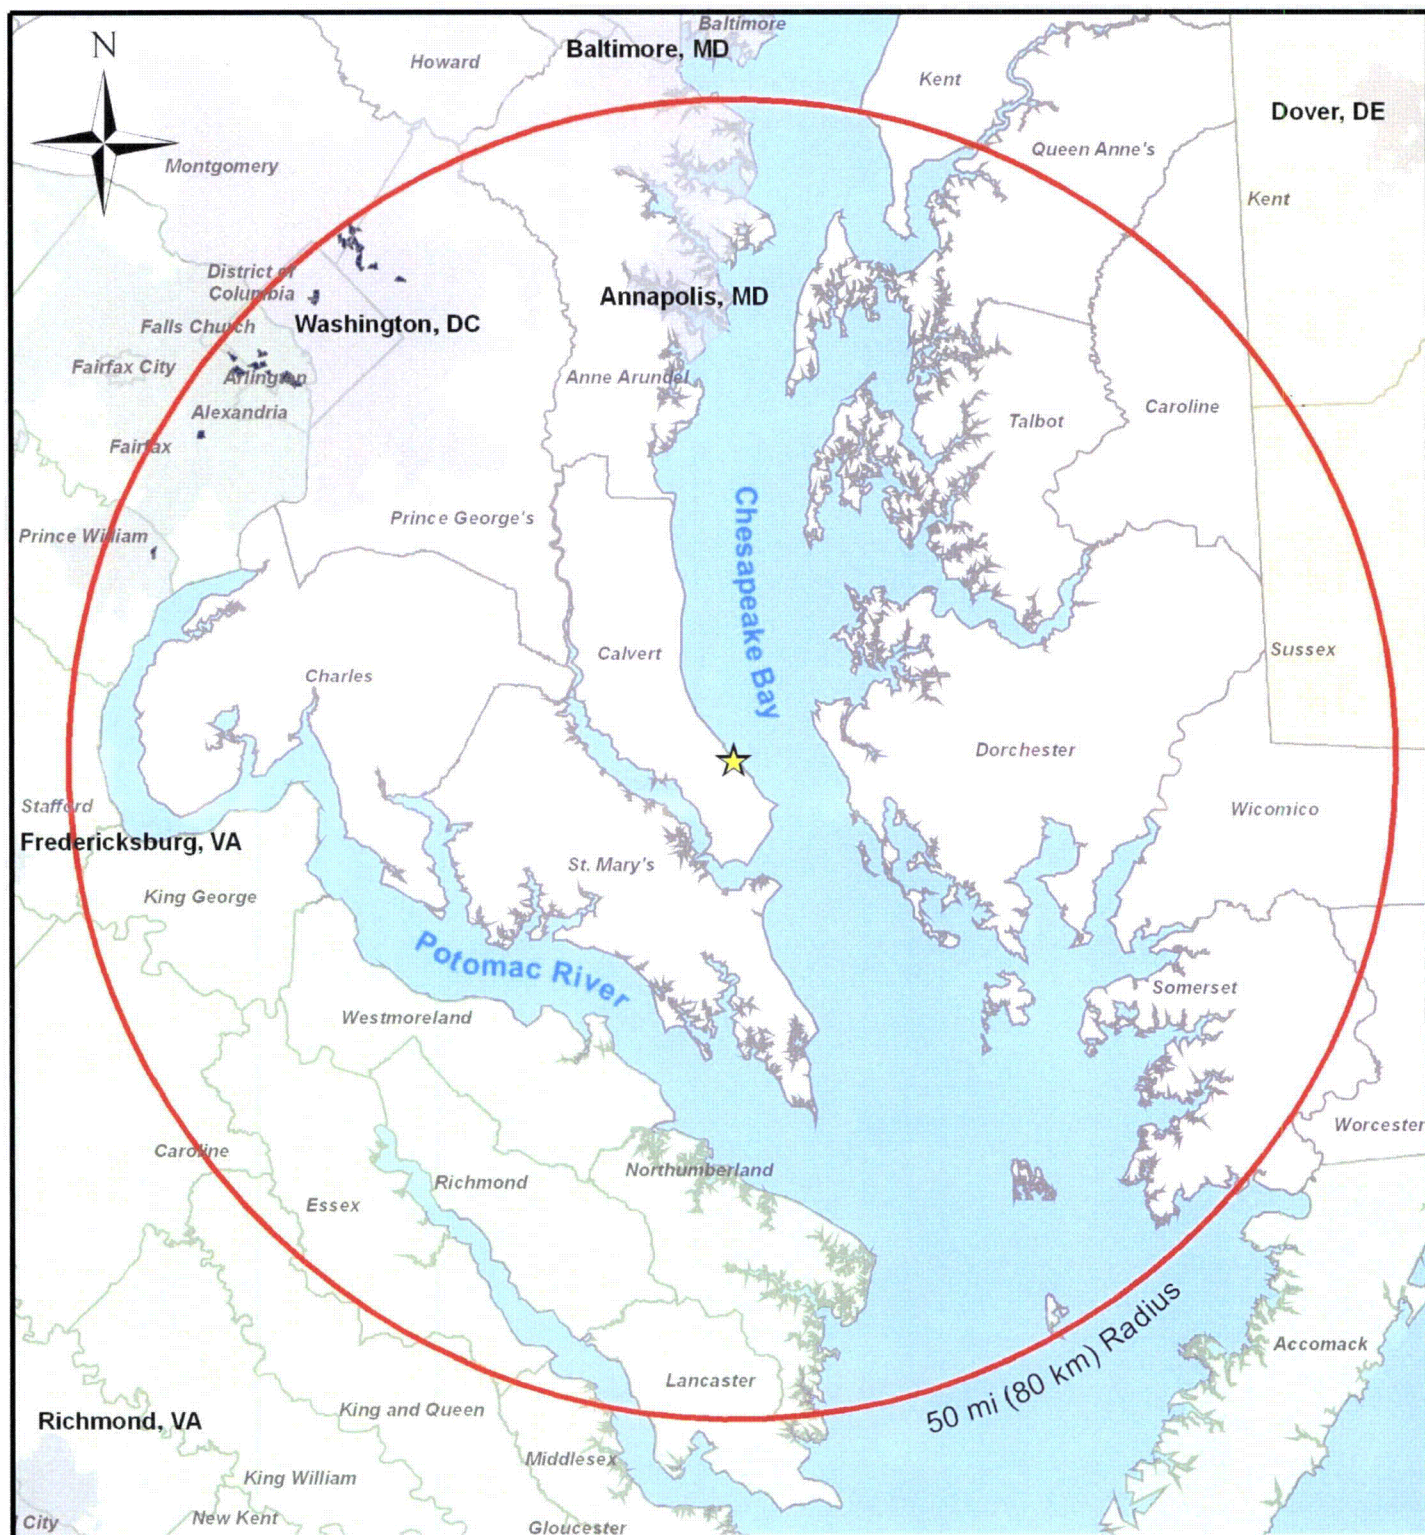 Baltimore
N
Baltimore, MD
Howard
Kent
Dover, DE
Queen Anne's
Montgomery
Kent
District of
Columbia
Annapolis, MD
Washington, DC
Falls Church
Fairfax City
Arlington
Anne Arundel
Alexandria
Caroline
Talbot
Fairfax
Chesapeake Bay
Prince George's
Prince William
Calvert
Sussex
Charles
Dorchester
Stafford
Wicomico
Fredericksburg, VA
St. Mary's
King George
Potomac River
Somerset
Westmoreland
Worcester
Caroline
Northumberland
Richmond
Essex
50 mi (80 km) Radius
Accomack
Lancaster
King and Queen
Richmond, VA
Middlesex
King William
New Kent
City
Gloucester